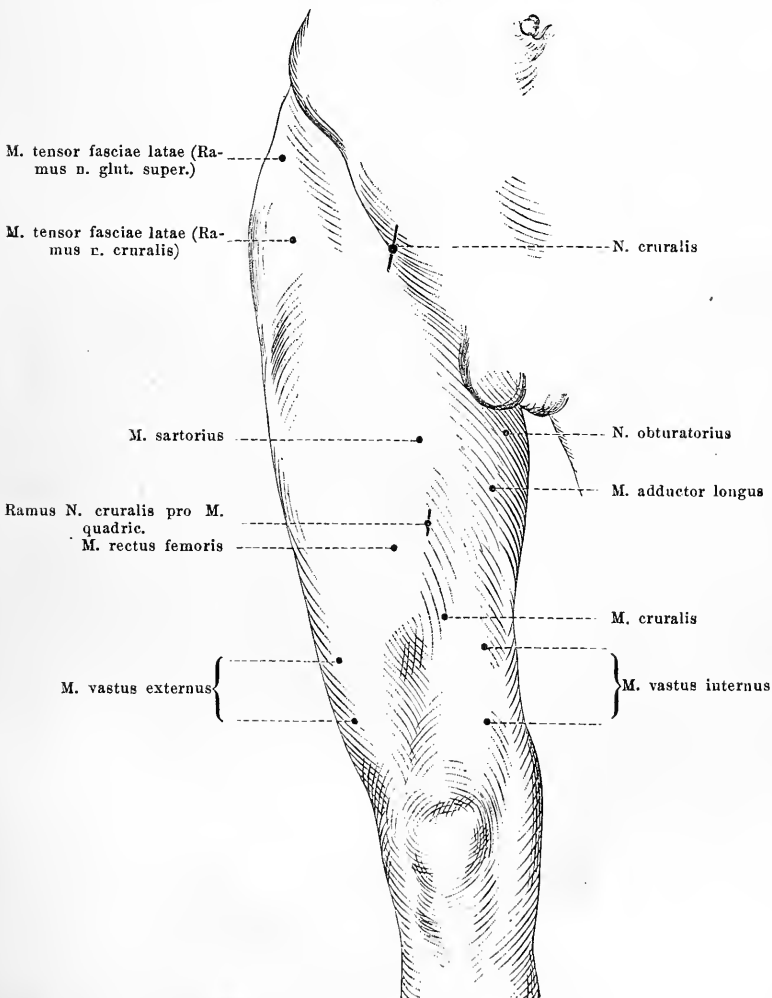 M. tensor fasciae latae (Ra-
mus n. glut. super.)
M. tensor fasciae latae (Ra-
mus n. cruralis)
N. cruralis
M. sartorius
N. obturatorius
M. adductor longus
Ramus N. cruralis pro M.
quadric.
M. rectus femoris
M. cruralis
M. vastus externus
M. vastus internus